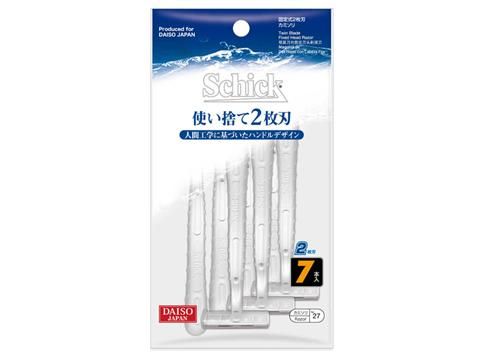 Produced for
DAISO JAPAN
固定式2枚刃
カミソリ
Twin Blade
Fixed Head Razor
Schick
使い捨て2枚刃
人間工学に基づいたハンドルデザイン
2枚刃
7本入
DAISO
JAPAN
カミソリ
Razor
27